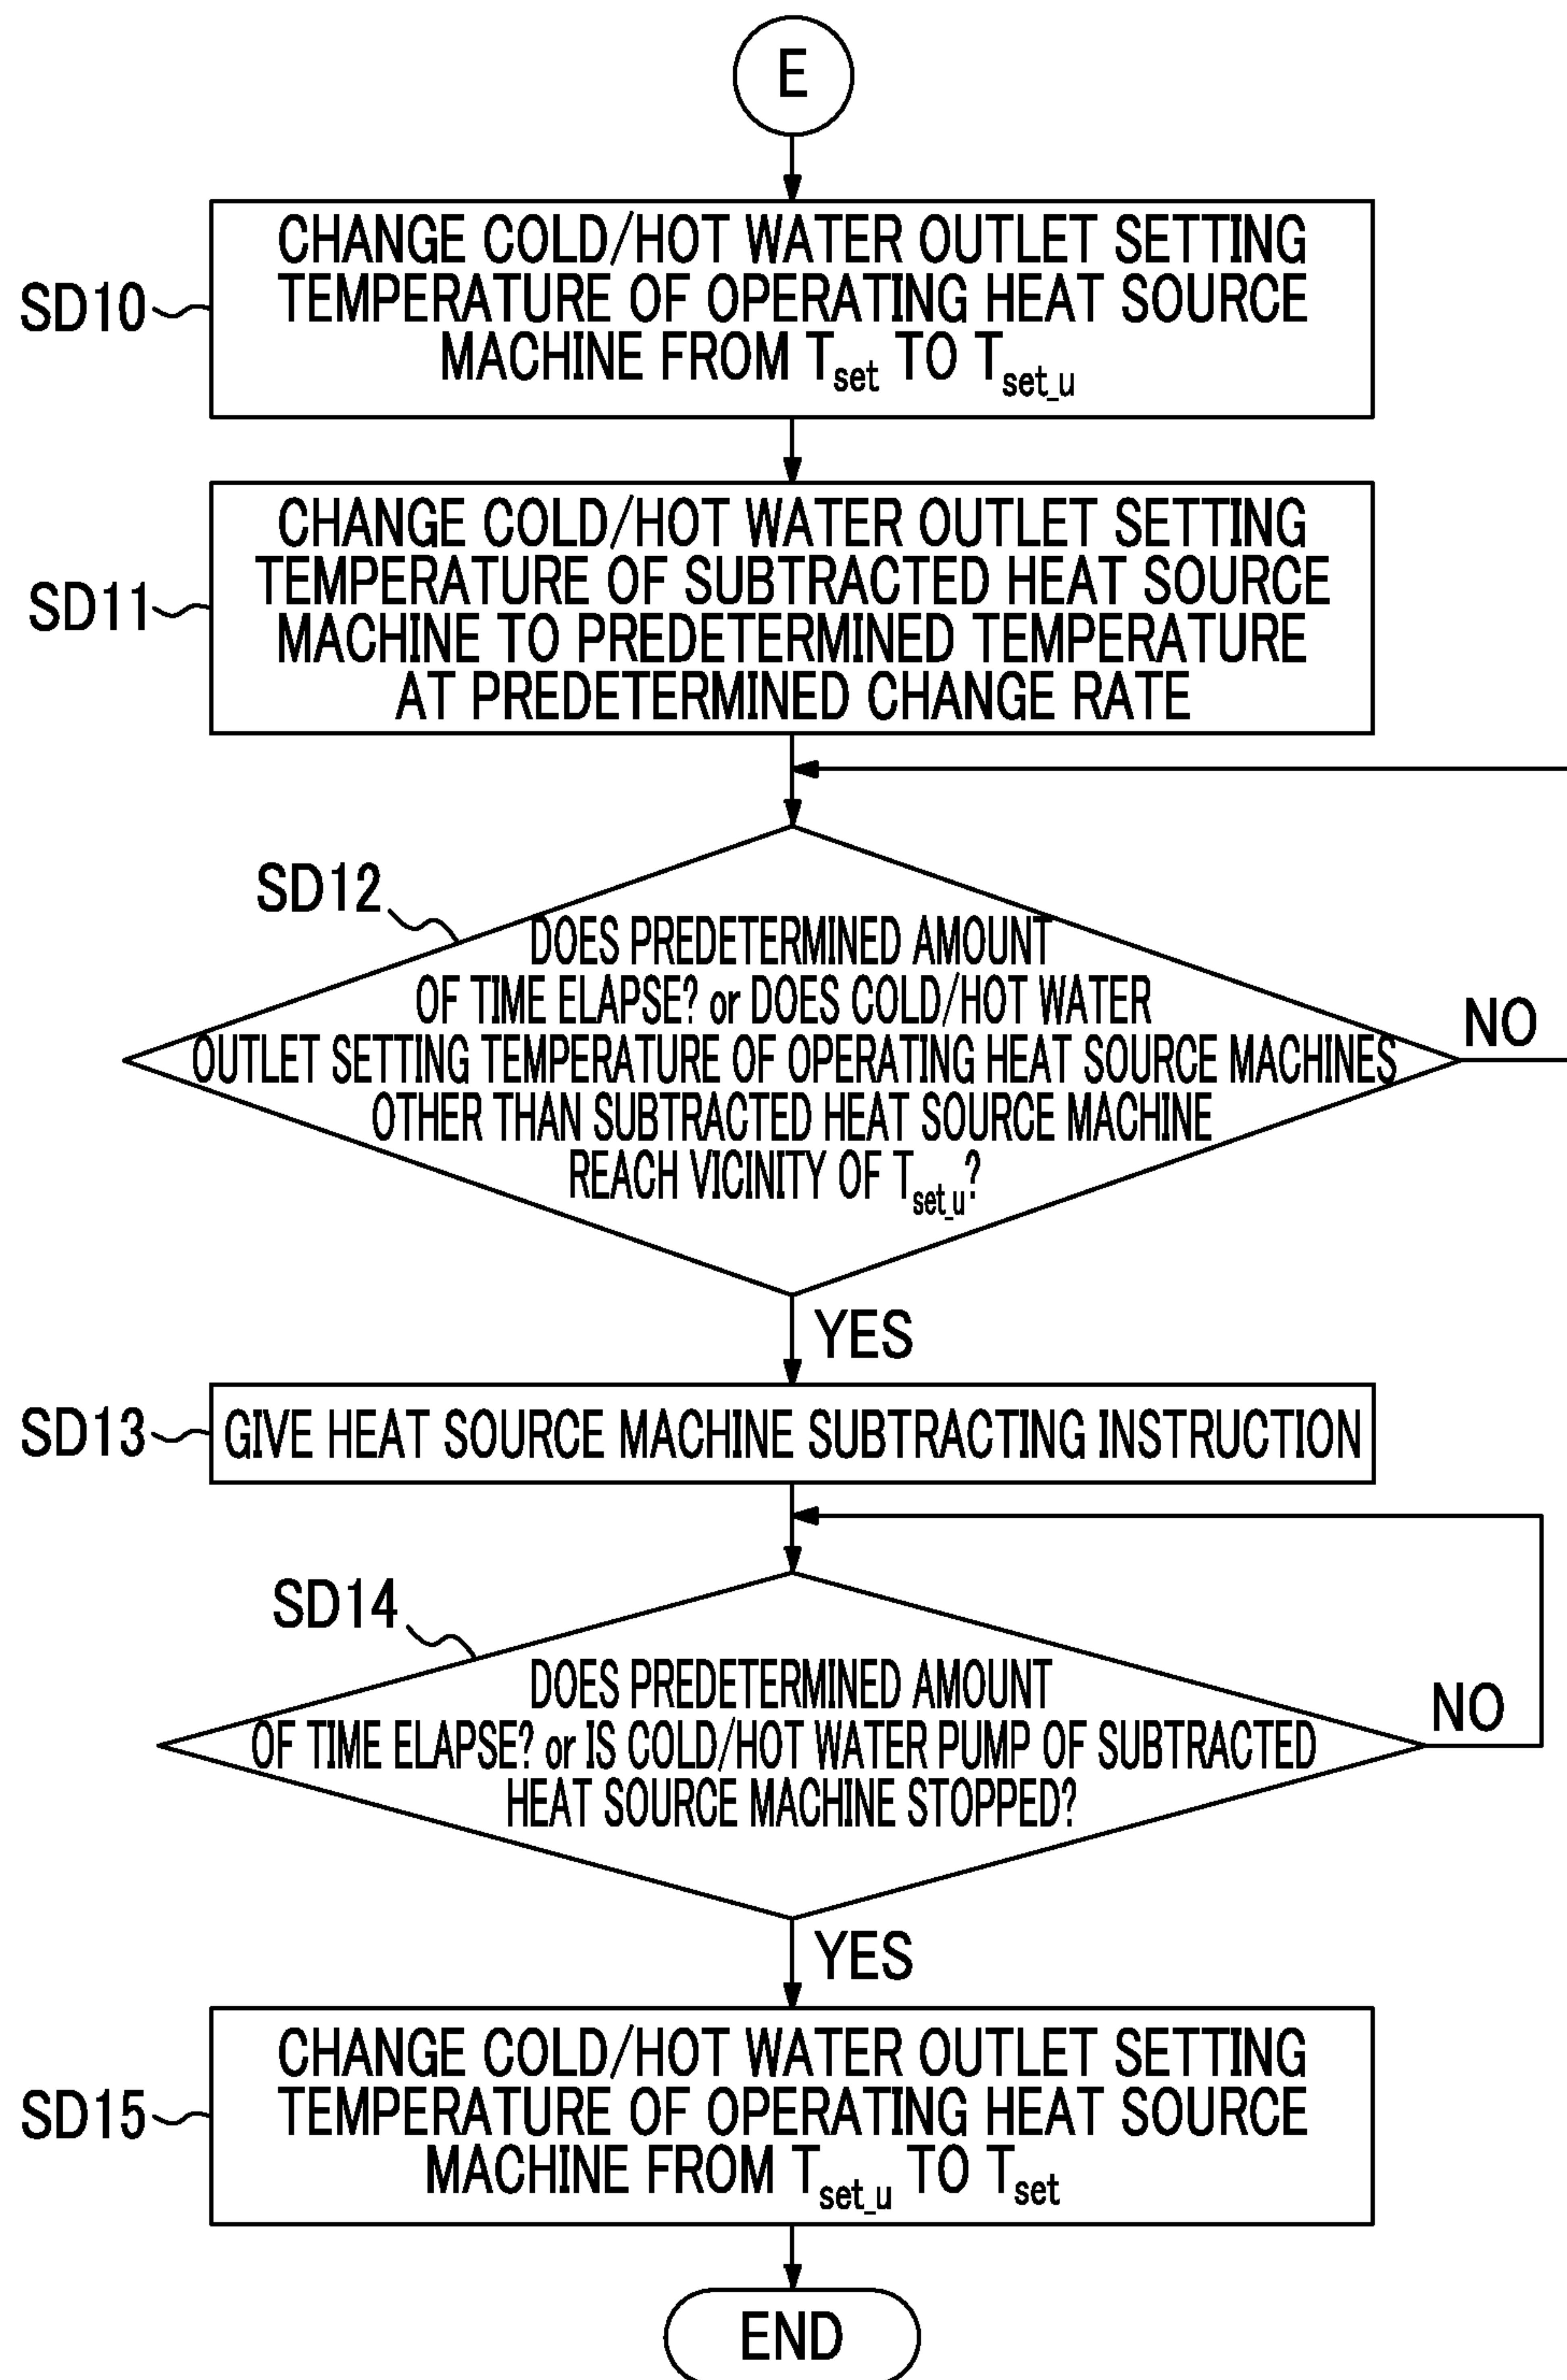 E
CHANGE COLD/HOT WATER OUTLET SETTING
TEMPERATURE OF OPERATING HEAT SOURCE
MACHINE FROM Tset TO Tset_u
SD10
CHANGE COLD/HOT WATER OUTLET SETTING
TEMPERATURE OF SUBTRACTED HEAT SOURCE
MACHINE TO PREDETERMINED TEMPERATURE
AT PREDETERMINED CHANGE RATE
SD11
SD12
DOES PREDETERMINED AMOUNT
OF TIME ELAPSE? or DOES COLD/HOT WATER
OUTLET SETTING TEMPERATURE OF OPERATING HEAT SOURCE MACHINES
OTHER THAN SUBTRACTED HEAT SOURCE MACHINE
REACH VICINITY OF Tset_u?
NO
YES
SD13
GIVE HEAT SOURCE MACHINE SUBTRACTING INSTRUCTION
SD14
DOES PREDETERMINED AMOUNT
OF TIME ELAPSE? or IS COLD/HOT WATER PUMP OF SUBTRACTED
HEAT SOURCE MACHINE STOPPED?
NO
YES
CHANGE COLD/HOT WATER OUTLET SETTING
TEMPERATURE OF OPERATING HEAT SOURCE
MACHINE FROM Tset_u TO Tset
SD15
END